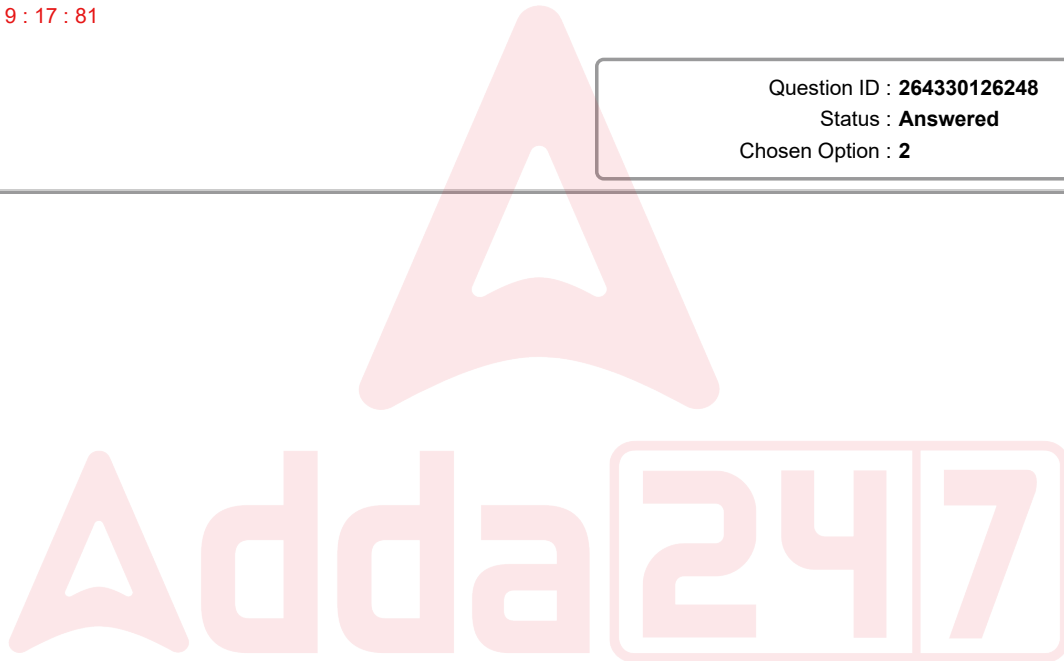 9 : 17 : 81
Question ID : 264330126248
Status : Answered
Chosen Option : 2
Adda247